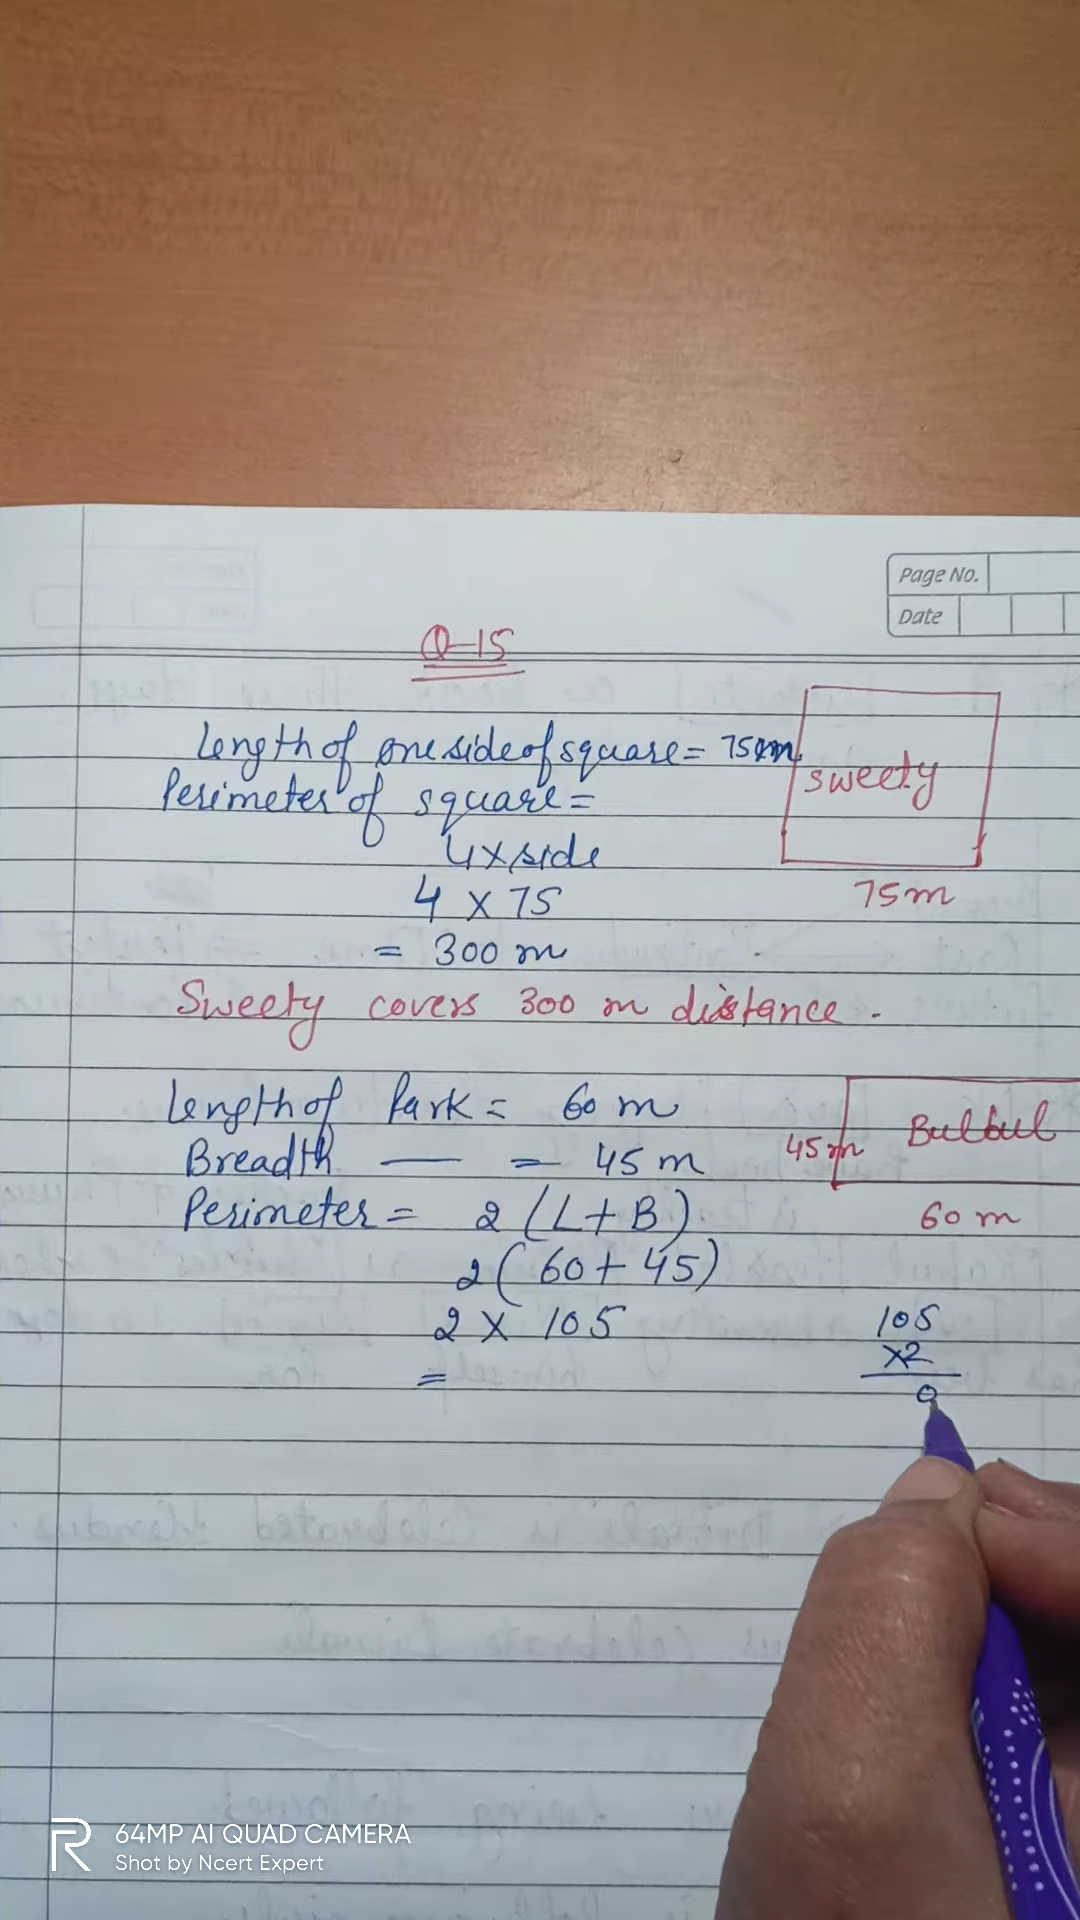 Page No.
Date
Q-15
Length of one side of square = 75 m
Perimeter of square =
4 x side
4 x 75
= 300 m
sweety
75m
Sweety covers 300 m distance .
Length of Park = 60 m
Breadth — = 45 m
Perimeter = 2 (L+B)
2 ( 60 + 45)
2 x 105
=
45m
Bulbul
60 m
105
x2
0
64MP AI QUAD CAMERA
Shot by Ncert Expert